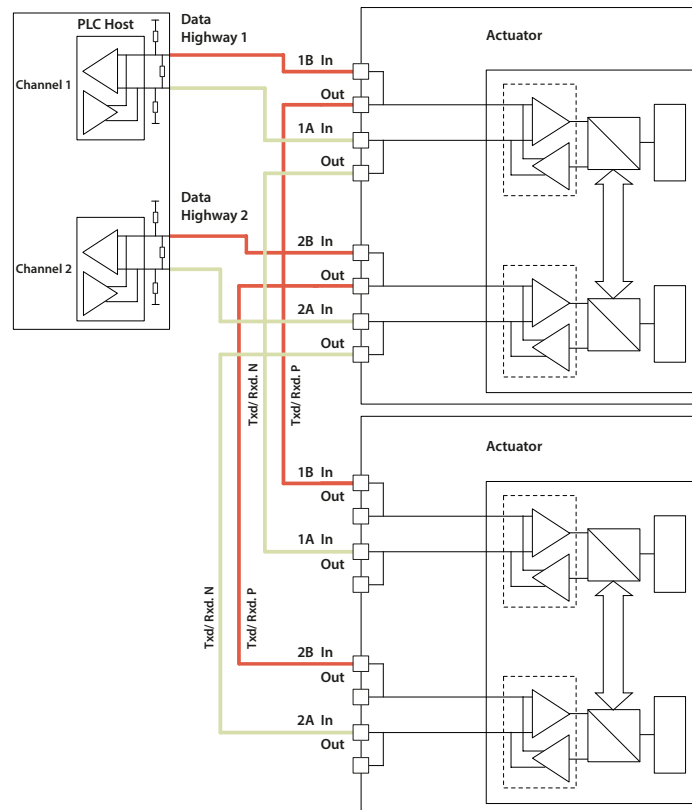 PLC Host
Data
Highway 1
Channel 1
Actuator
1B In
Out
1A In
Out
Data
Highway 2
Channel 2
2B In
Out
2A In
Out
Txd/ Rxd. N
Txd/ Rxd. P
Actuator
1B In
Out
1A In
Out
Txd/ Rxd. N
Txd/ Rxd. P
2B In
Out
2A In
Out